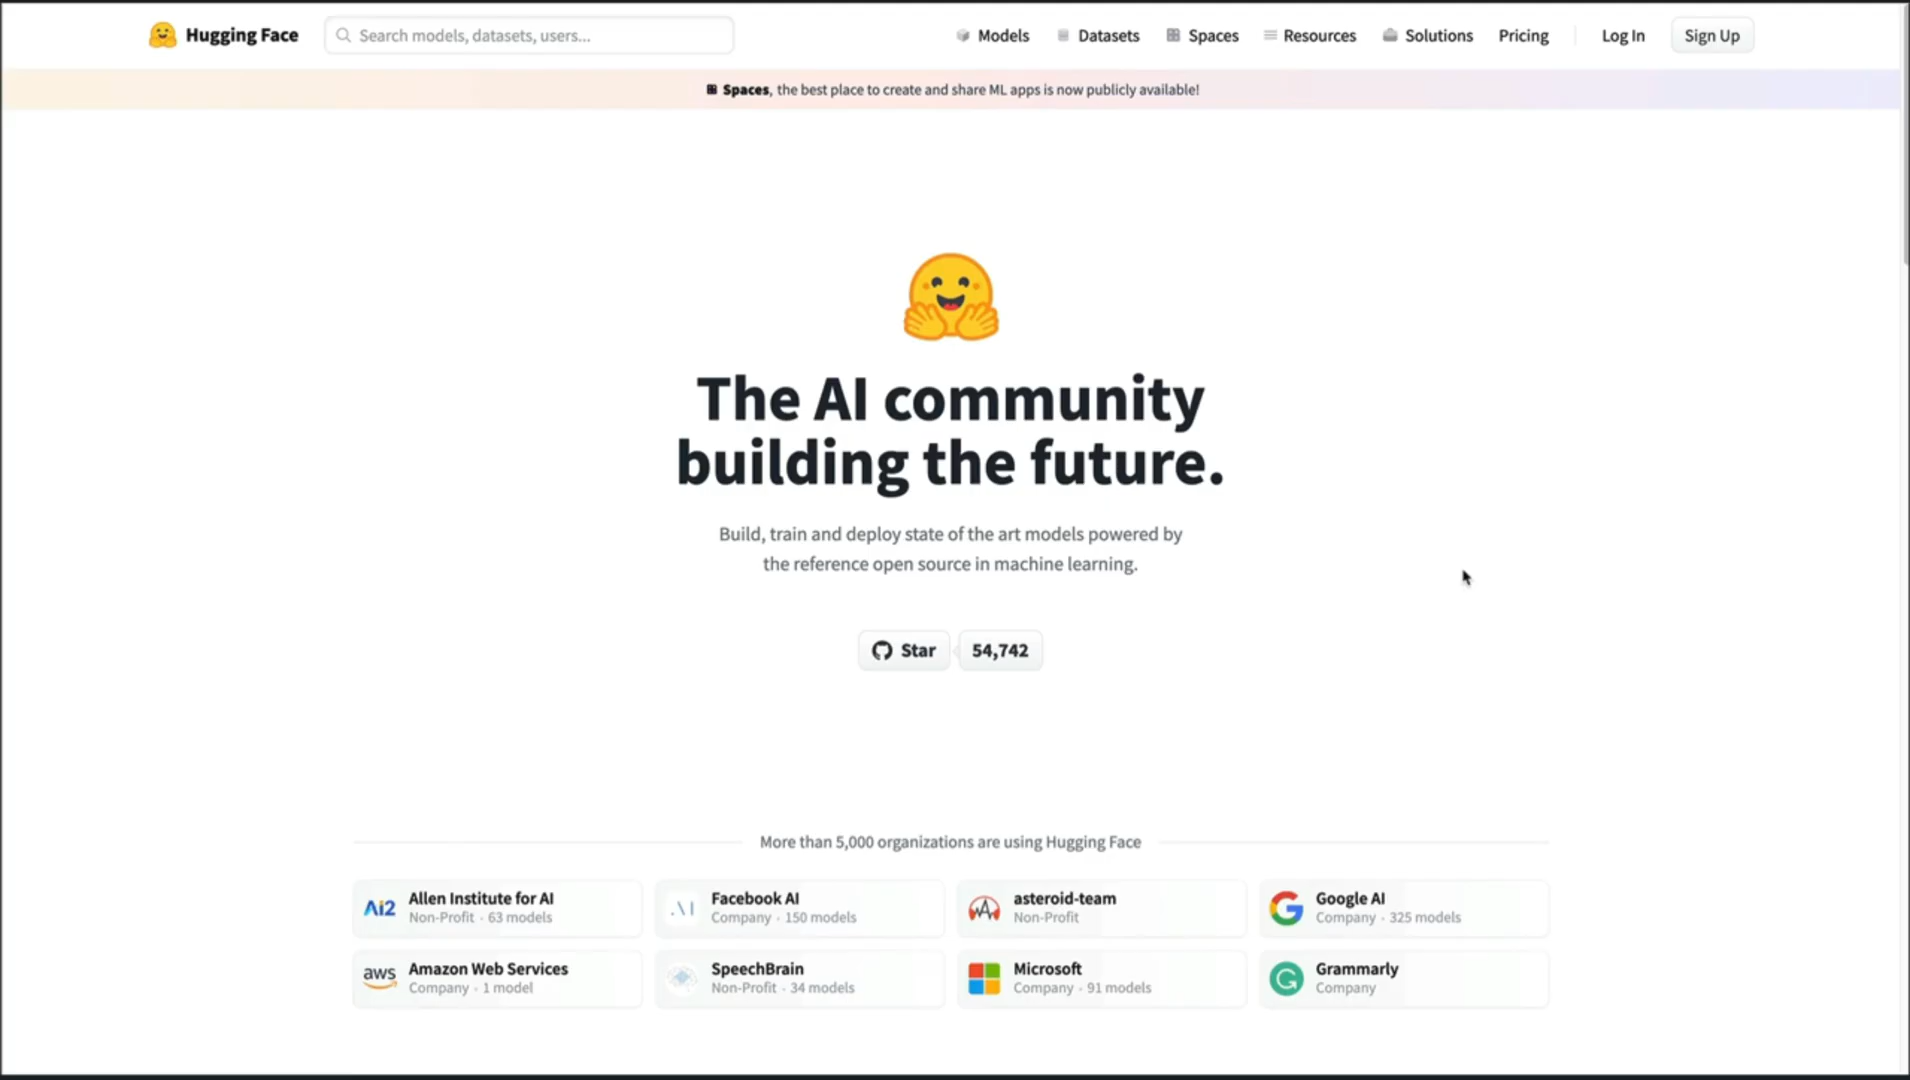 Hugging Face
Search models, datasets, users...
Models
Datasets
Spaces
Resources
Solutions
Pricing
Log In
Sign Up
Spaces, the best place to create and share ML apps is now publicly available!
The AI community
building the future.
Build, train and deploy state of the art models powered by
the reference open source in machine learning.
Star
54,742
More than 5,000 organizations are using Hugging Face
Ai2
Allen Institute for AI
Non-Profit · 63 models
.\I
Facebook AI
Company · 150 models
asteroid-team
Non-Profit
Google AI
Company · 325 models
aws
Amazon Web Services
Company · 1 model
SpeechBrain
Non-Profit · 34 models
Microsoft
Company · 91 models
Grammarly
Company